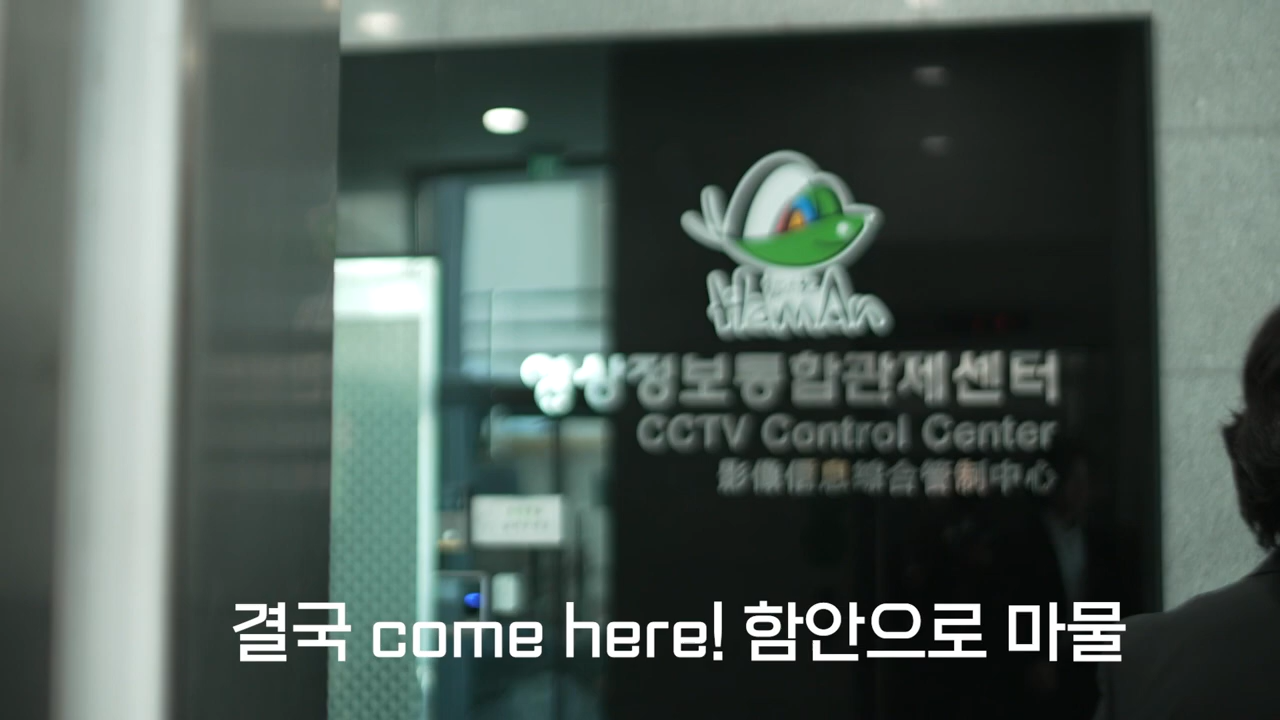 HamAn
영상정보통합관제센터
CCTV Control Center
影像信息综合管制中心
결국 come here! 함안으로 마물